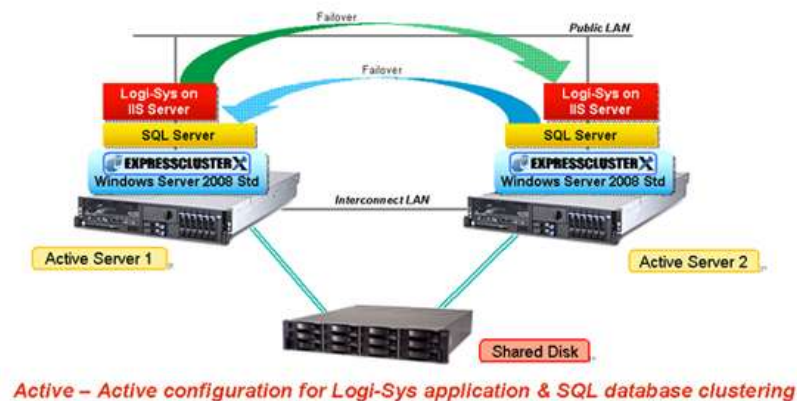 Failover
Public LAN
Failover
Logi-Sys on
IIS Server
Logi-Sys on
IIS Server
SQL Server
SQL Server
EXPRESSCLUSTER X
Windows Server 2008 Std
EXPRESSCLUSTER X
Windows Server 2008 Std
Interconnect LAN
Active Server 1
Active Server 2
Shared Disk
Active – Active configuration for Logi-Sys application & SQL database clustering